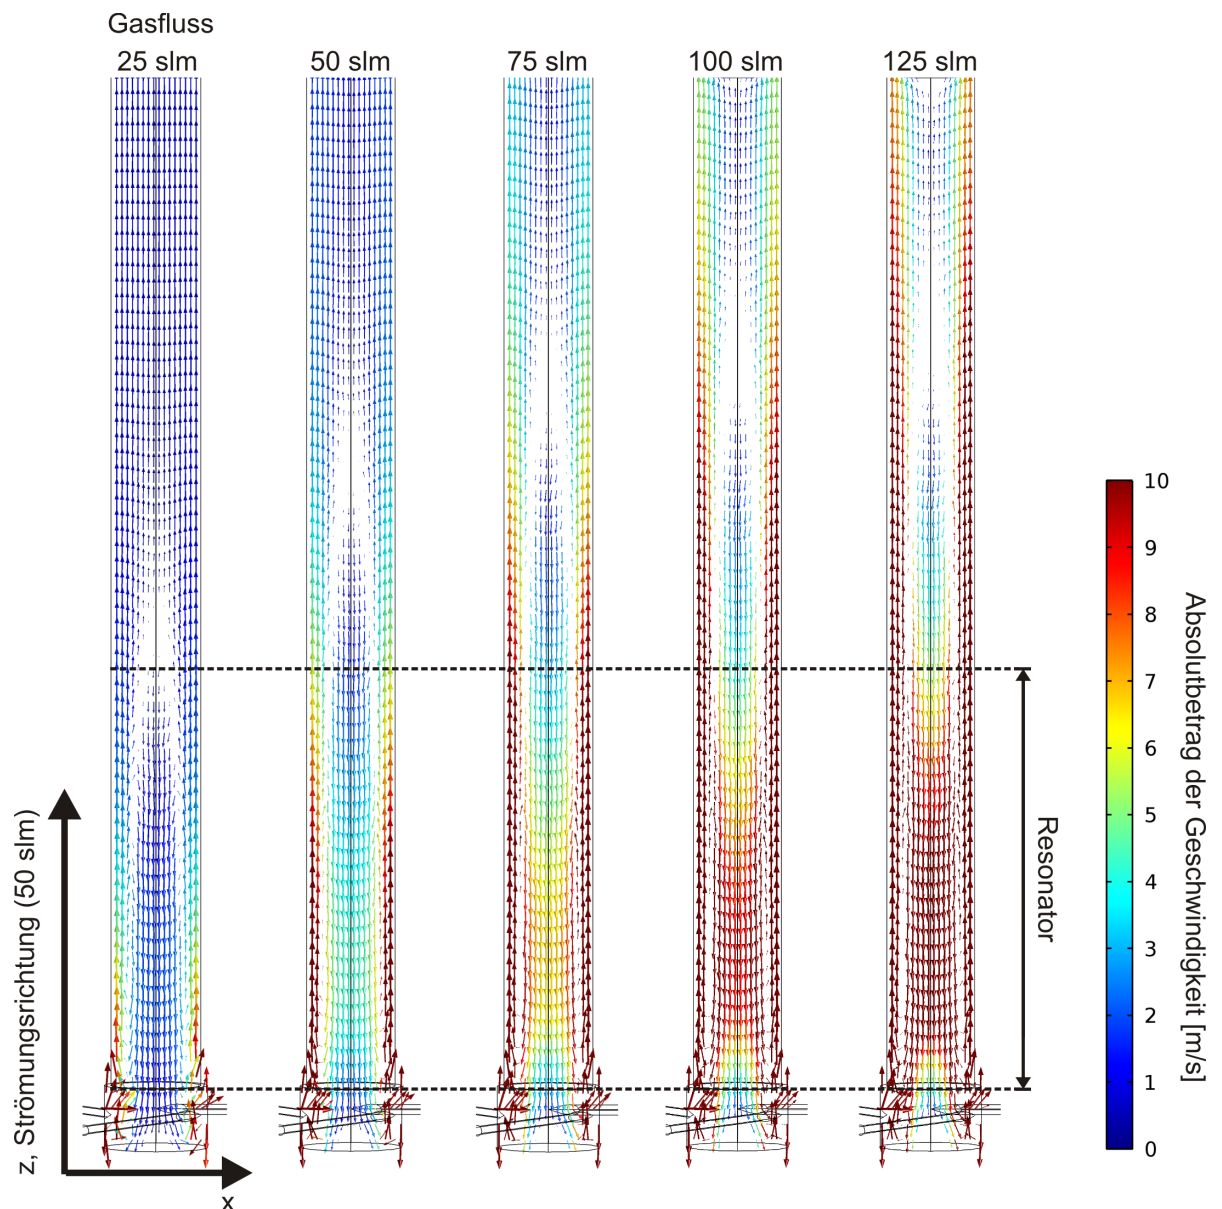 Gasfluss
25 slm
50 slm
75 slm
100 slm
125 slm
z, Strömungsrichtung (50 slm)
x
Resonator
10
9
8
7
6
5
4
3
2
1
0
Absolutbetrag der Geschwindigkeit [m/s]